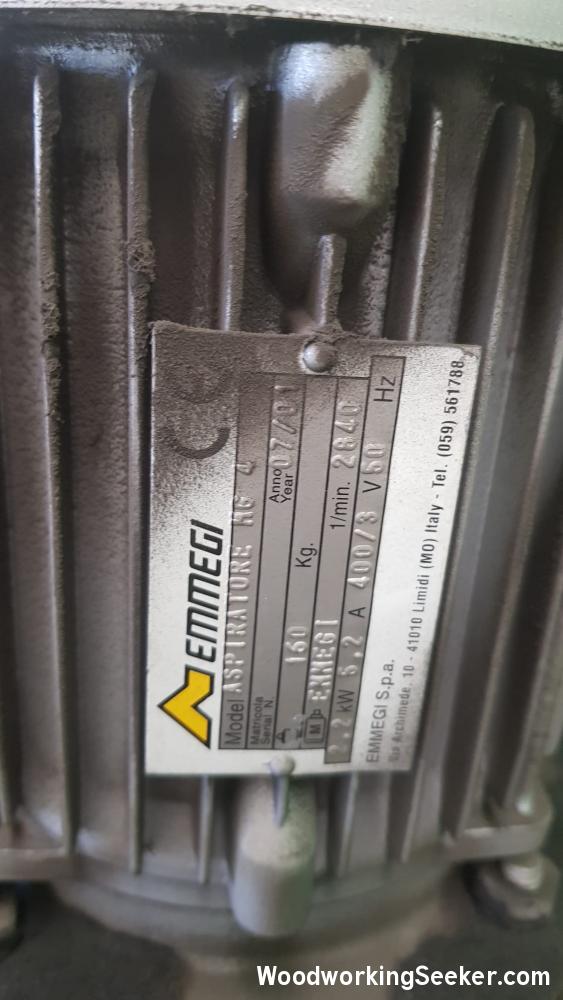 CE
EMMEGI
Model ASPIRATORE MG 4
Matricola
Serial N.
Anno
Year 07/01
160 Kg.
M EMMEGI 1/min. 2840
2.2 kW 5,2 A 400/3 V 50 Hz
EMMEGI S.p.a.
Via Archimede, 10 - 41010 Limidi (MO) Italy - Tel. (059) 561788
WoodworkingSeeker.com